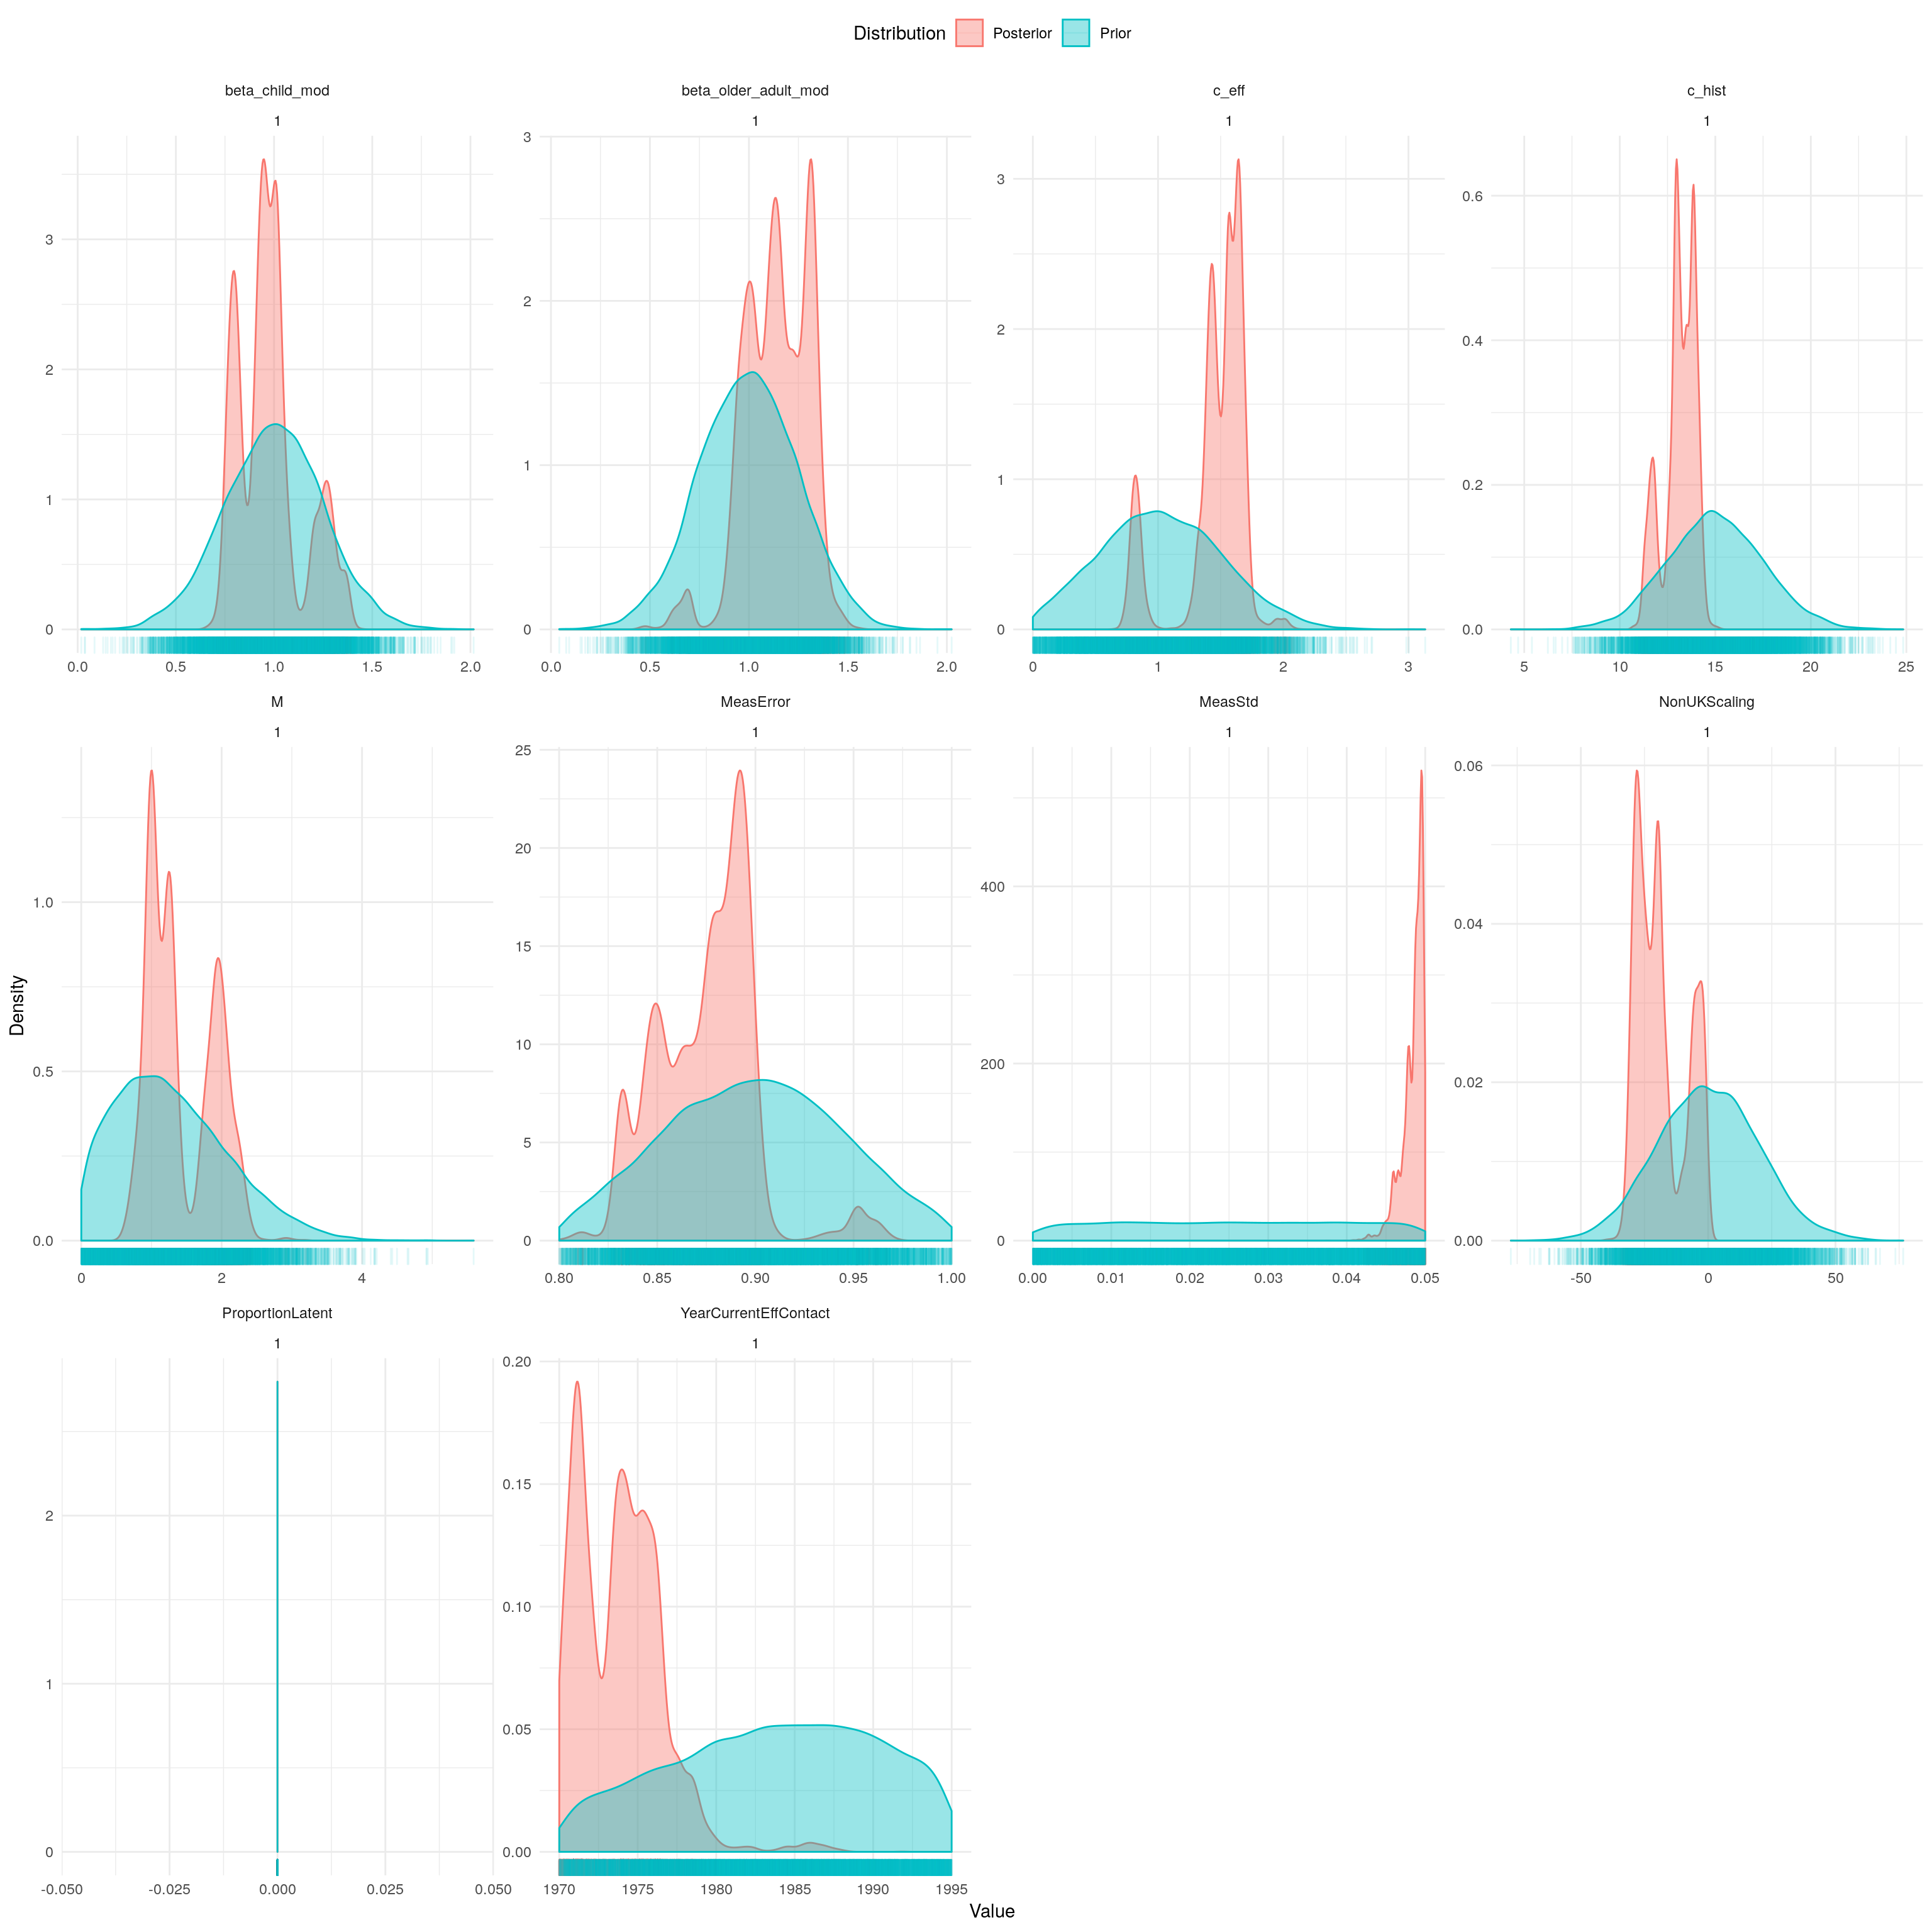 Distribution Posterior Prior
beta_child_mod beta_older_adult_mod c_eff c_hist
1 1 1 1
3 2 1 0
3 2 1 0
3 2 1 0
0.6 0.4 0.2 0.0
0.0 0.5 1.0 1.5 2.0
0.0 0.5 1.0 1.5 2.0
0 1 2 3
5 10 15 20 25
M MeasError MeasStd NonUKScaling
1 1 1 1
1.0 0.5 0.0
25 20 15 10 5 0
400 200 0
0.06 0.04 0.02 0.00
0 2 4
0.80 0.85 0.90 0.95 1.00
0.00 0.01 0.02 0.03 0.04 0.05
-50 0 50
Density
ProportionLatent YearCurrentEffContact
1 1
2 1 0
0.20 0.15 0.10 0.05 0.00
-0.050 -0.025 0.000 0.025 0.050
1970 1975 1980 1985 1990 1995
Value